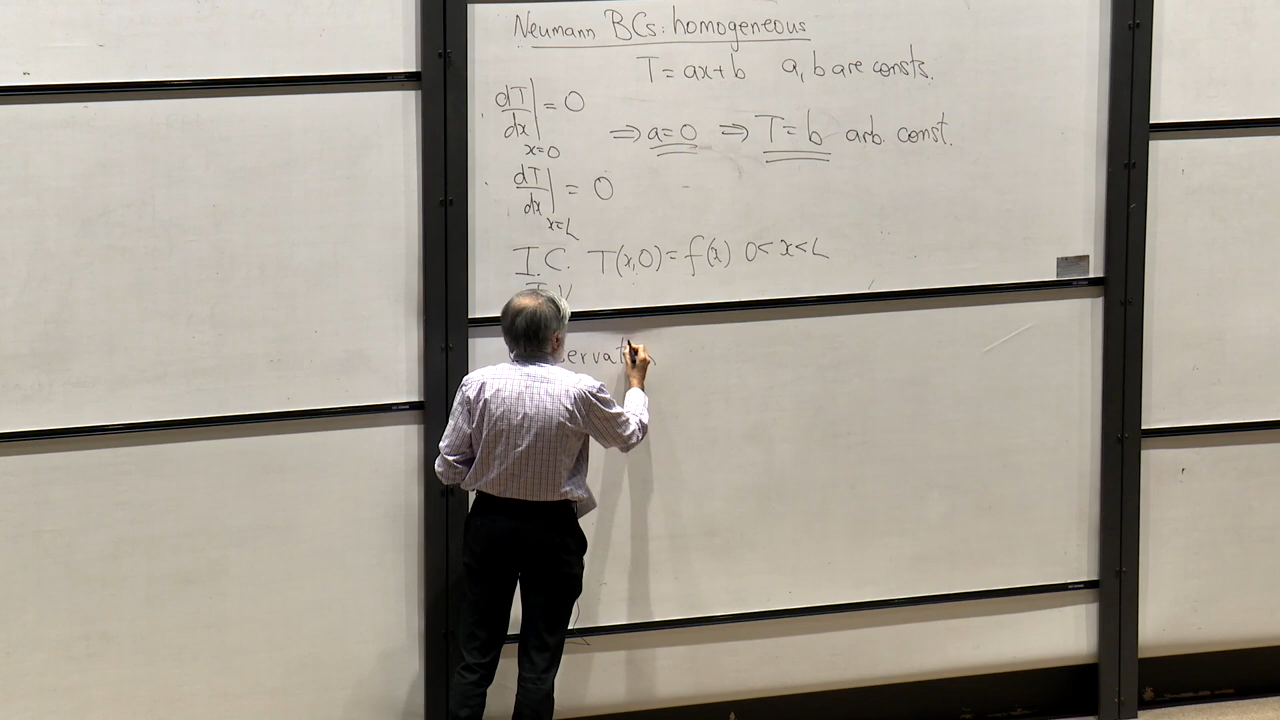 Neumann BCs: homogeneous
T = ax+b a, b are consts.
dT/dx|x=0 = 0
⇒ a=0 ⇒ T=b arb. const.
dT/dx|x=L = 0
I.C. T(x,0) = f(x) 0<x<L